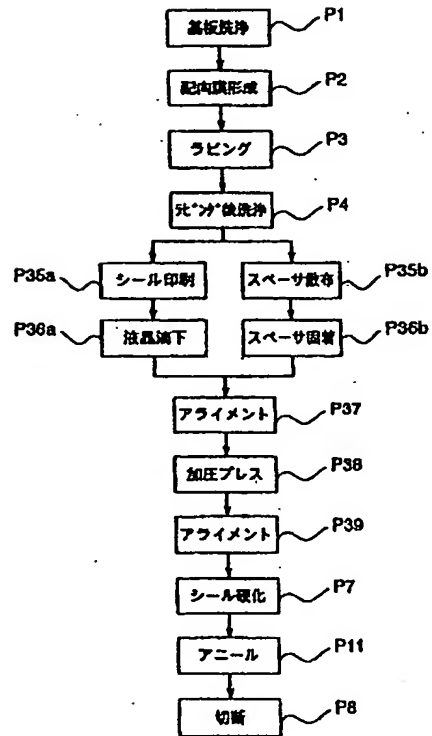 基板洗浄 P1
配向膜形成 P2
ラビング P3
ラビング後洗浄 P4
P35a シール印刷 スペーサ散布 P35b
P36a 液晶滴下 スペーサ固着 P36b
アライメント P37
加圧プレス P38
アライメント P39
シール硬化 P7
アニール P11
切断 P8